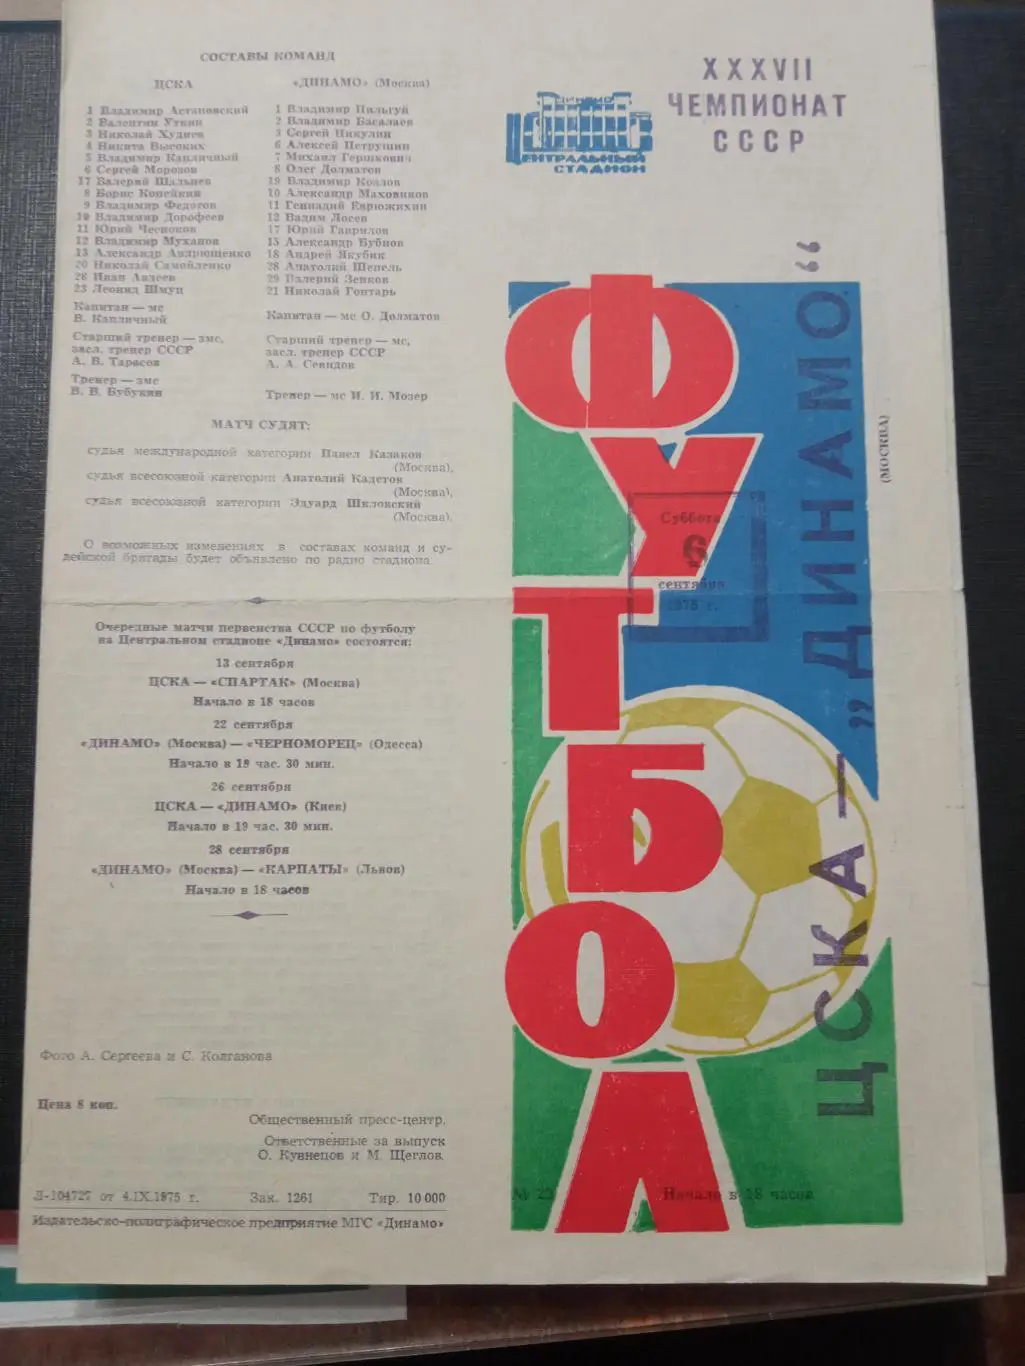 СОСТАВЫ КОМАНД
ЦСКА
1 Владимир Астаповский
2 Валентин Уткин
3 Николай Худиев
4 Никита Высоких
5 Владимир Капличный
6 Сергей Морозов
17 Валерий Шальнев
8 Борис Копейкин
9 Владимир Федотов
10 Владимир Дорофеев
11 Юрий Чесноков
12 Владимир Муханов
13 Александр Андрющенко
20 Николай Самойленко
26 Иван Авдеев
23 Леонид Шмуц
Капитан — мс
В. Капличный
Старший тренер — змс,
засл. тренер СССР
А. В. Тарасов
Тренер — змс
В. В. Бубукин
«ДИНАМО» (Москва)
1 Владимир Пильгуй
2 Владимир Басалаев
3 Сергей Никулин
6 Алексей Петрушин
7 Михаил Гершкович
8 Олег Долматов
19 Владимир Козлов
10 Александр Маховиков
11 Геннадий Еврюжихин
12 Вадим Лосев
17 Юрий Гаврилов
15 Александр Бубнов
18 Андрей Якубик
28 Анатолий Шепель
29 Валерий Зенков
21 Николай Гонтарь
Капитан — мс О. Долматов
Старший тренер — мс,
засл. тренер СССР
А. А. Севидов
Тренер — мс И. И. Мозер
МАТЧ СУДЯТ:
судья международной категории Павел Казаков
(Москва),
судья всесоюзной категории Анатолий Кадетов
(Москва),
судья всесоюзной категории Эдуард Шкловский
(Москва).
О возможных изменениях в составах команд и су-
дейской бригады будет объявлено по радио стадиона
Очередные матчи первенства СССР по футболу
на Центральном стадионе «Динамо» состоятся:
13 сентября
ЦСКА — «СПАРТАК» (Москва)
Начало в 18 часов
22 сентября
«ДИНАМО» (Москва) — «ЧЕРНОМОРЕЦ» (Одесса)
Начало в 19 час. 30 мин.
26 сентября
ЦСКА — «ДИНАМО» (Киев)
Начало в 19 час. 30 мин.
28 сентября
«ДИНАМО» (Москва) — «КАРПАТЫ» (Львов)
Начало в 18 часов
Фото А. Сергеева и С. Колганова
Цена 8 коп.
Общественный пресс-центр.
Ответственные за выпуск
О. Кузнецов и М. Щеглов.
Л-104727 от 4.IX.1975 г. Зак. 1261 Тир. 10 000
Издательско-полиграфическое предприятие МГС «Динамо»
ДИНАМО
ЦЕНТРАЛЬНЫЙ
СТАДИОН
XXXVII
ЧЕМПИОНАТ
СССР
ФУТБОЛ
Суббота
6
сентября
1975 г.
ЦСКА — „ДИНАМО“
(МОСКВА)
№ 23
Начало в 18 часов